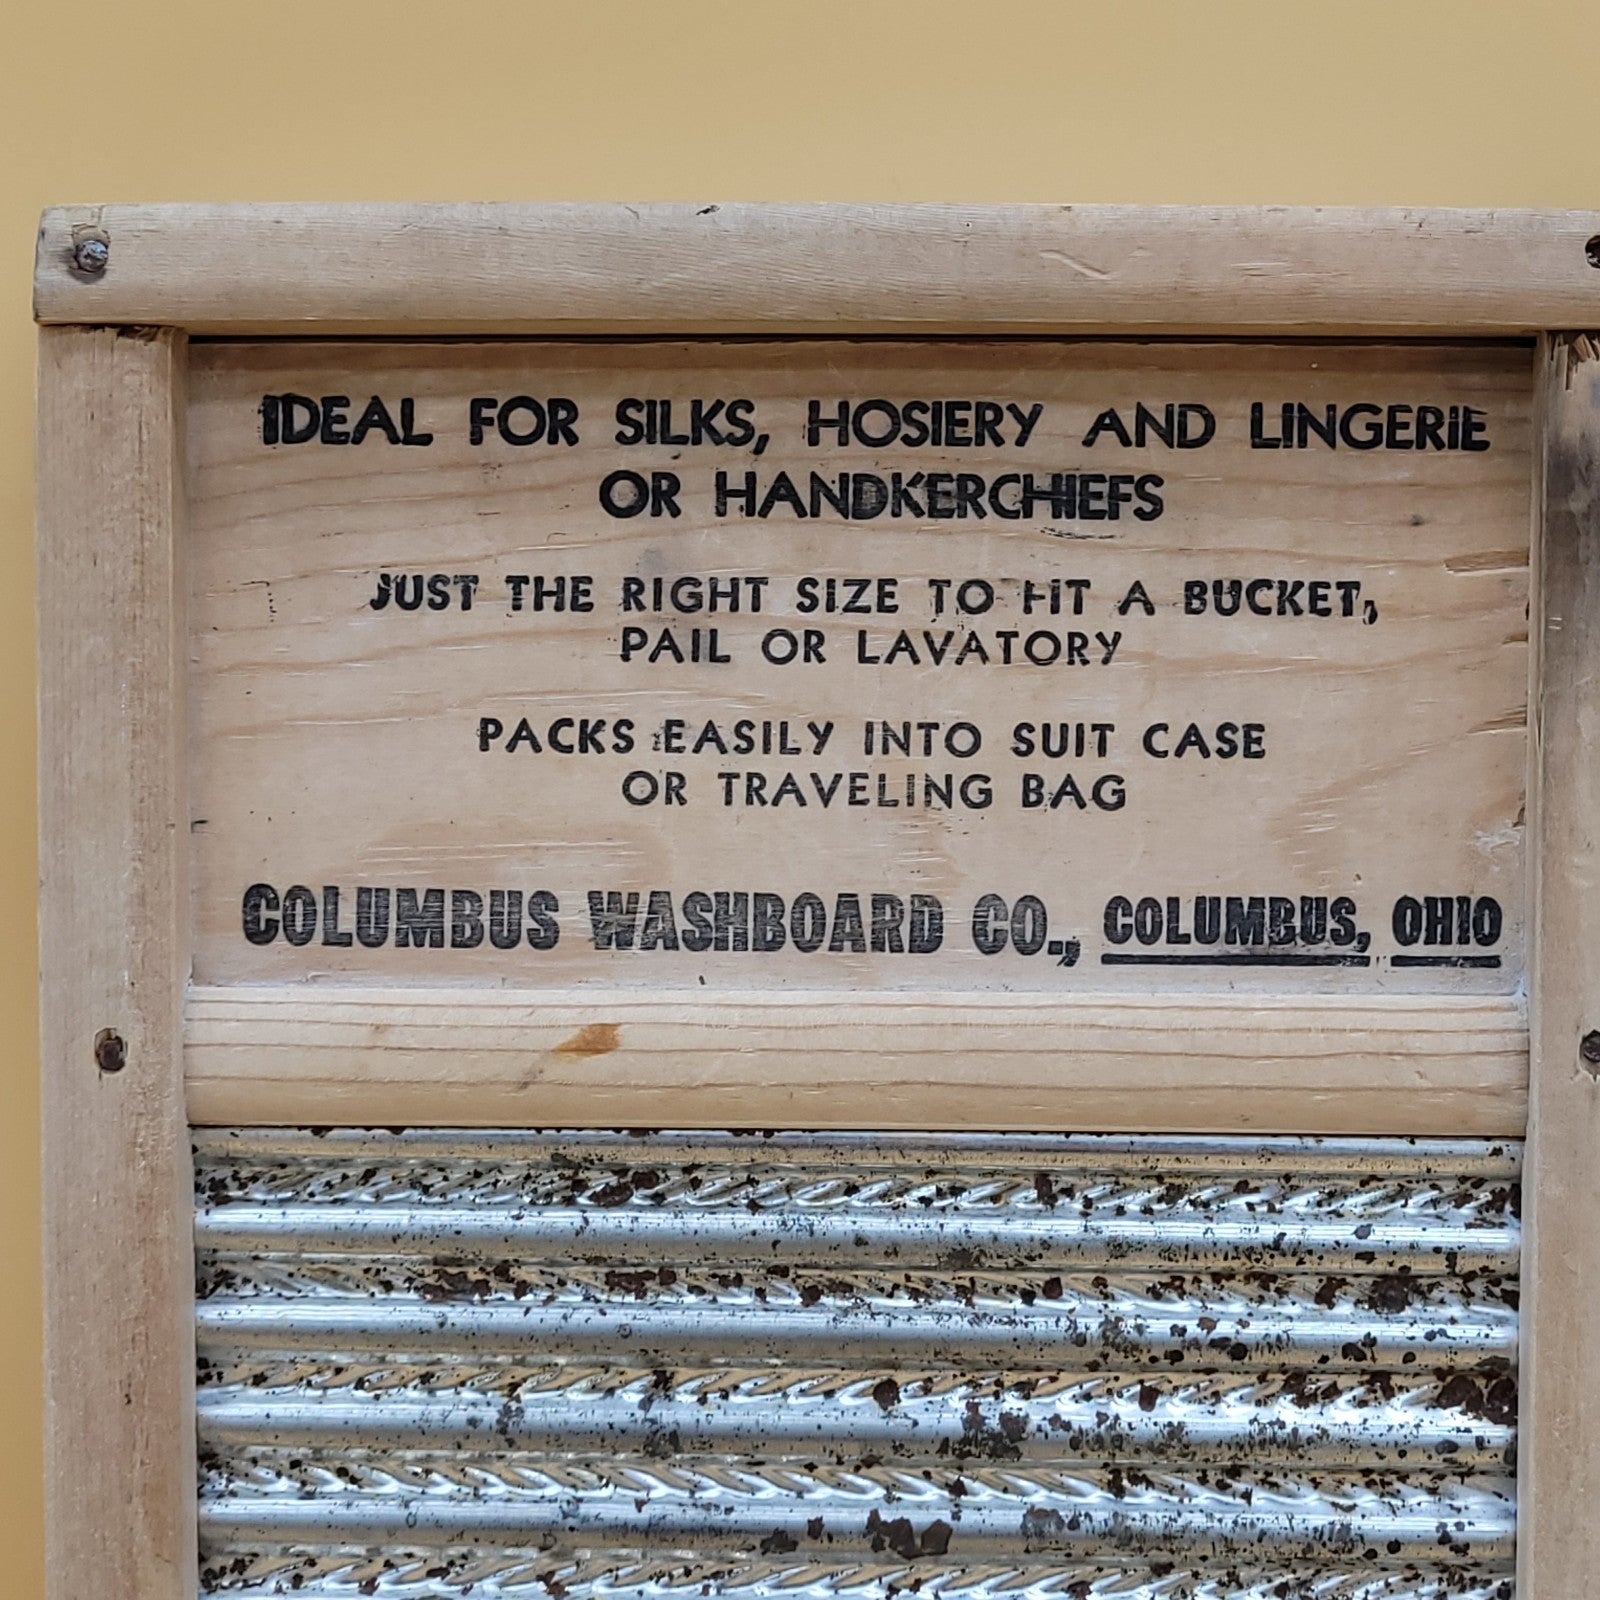 IDEAL FOR SILKS, HOSIERY AND LINGERIE
OR HANDKERCHIEFS
JUST THE RIGHT SIZE TO FIT A BUCKET,
PAIL OR LAVATORY
PACKS EASILY INTO SUIT CASE
OR TRAVELING BAG
COLUMBUS WASHBOARD CO., COLUMBUS, OHIO